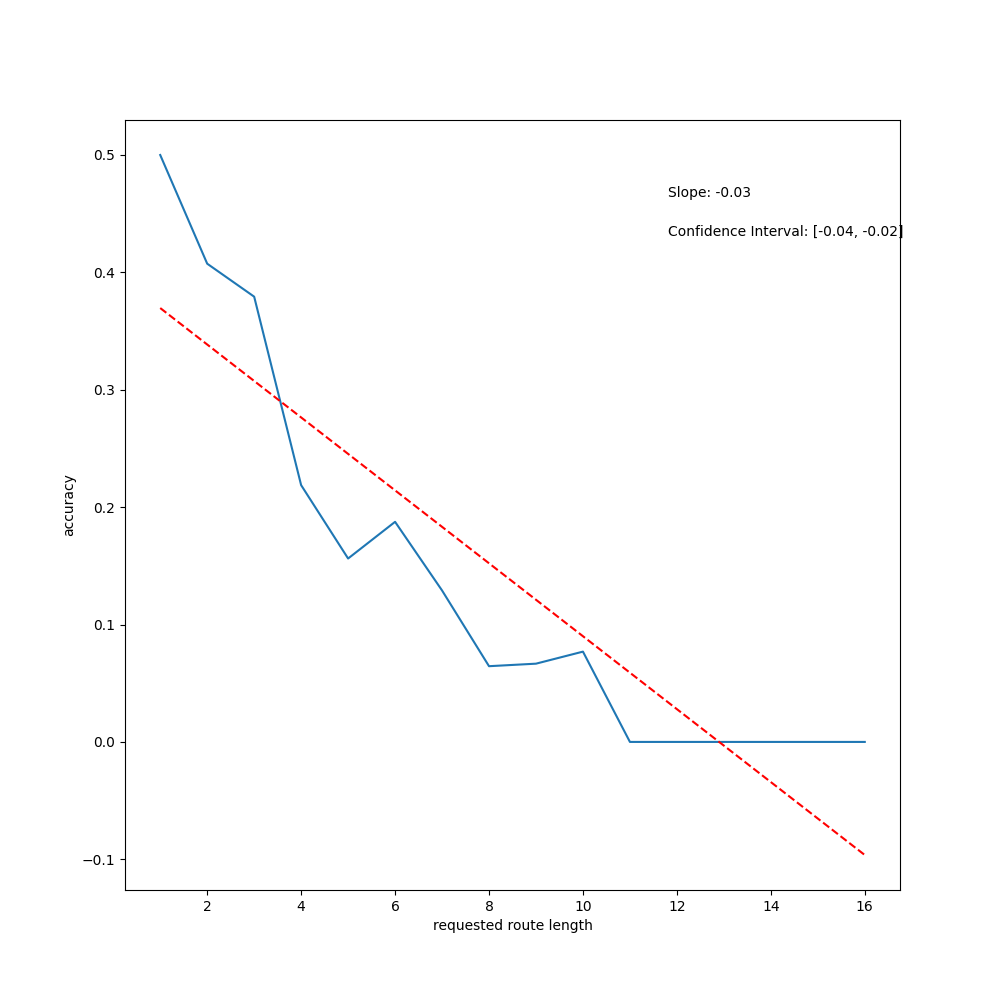 0.5
0.4
0.3
0.2
0.1
0.0
−0.1
accuracy
Slope: -0.03
Confidence Interval: [-0.04, -0.02]
2 4 6 8 10 12 14 16
requested route length